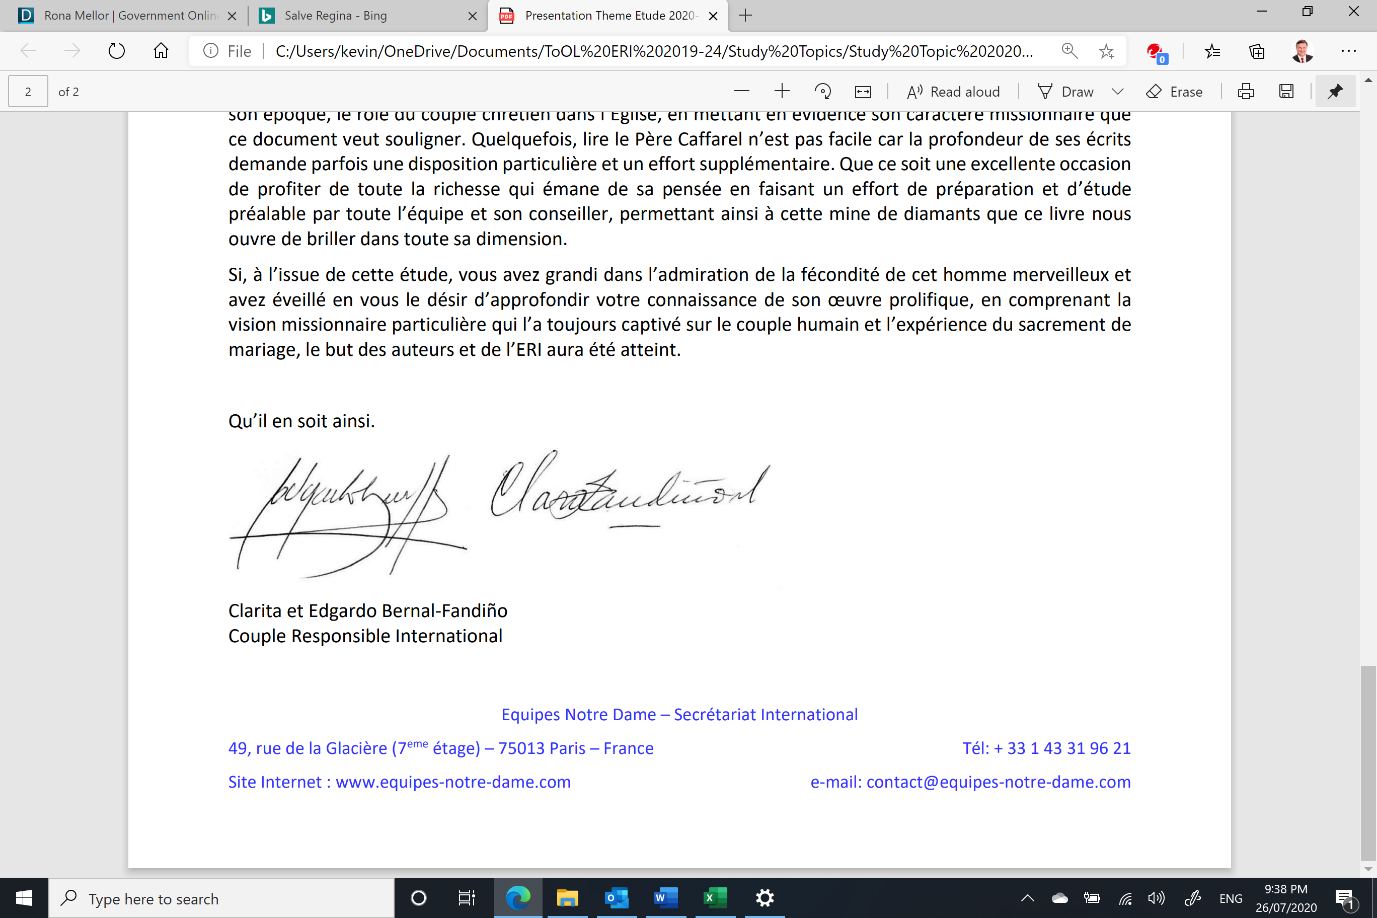 Rona Mellor | Government Onlin
Salve Regina - Bing
Presentation Theme Etude 2020-
File
C:/Users/kevin/OneDrive/Documents/ToOL%20ERI%202019-24/Study%20Topics/Study%20Topic%202020...
2 of 2
Read aloud
Draw
Erase
son époque, le rôle du couple chrétien dans l'Eglise, en mettant en évidence son caractère missionnaire que
ce document veut souligner. Quelquefois, lire le Père Caffarel n’est pas facile car la profondeur de ses écrits
demande parfois une disposition particulière et un effort supplémentaire. Que ce soit une excellente occasion
de profiter de toute la richesse qui émane de sa pensée en faisant un effort de préparation et d’étude
préalable par toute l’équipe et son conseiller, permettant ainsi à cette mine de diamants que ce livre nous
ouvre de briller dans toute sa dimension.
Si, à l’issue de cette étude, vous avez grandi dans l’admiration de la fécondité de cet homme merveilleux et
avez éveillé en vous le désir d’approfondir votre connaissance de son œuvre prolifique, en comprenant la
vision missionnaire particulière qui l’a toujours captivé sur le couple humain et l’expérience du sacrement de
mariage, le but des auteurs et de l’ERI aura été atteint.
Qu’il en soit ainsi.
Clarita et Edgardo Bernal-Fandiño
Couple Responsible International
Equipes Notre Dame – Secrétariat International
49, rue de la Glacière (7eme étage) – 75013 Paris – France
Tél: + 33 1 43 31 96 21
Site Internet : www.equipes-notre-dame.com
e-mail: contact@equipes-notre-dame.com
Type here to search
ENG
9:38 PM
26/07/2020
1